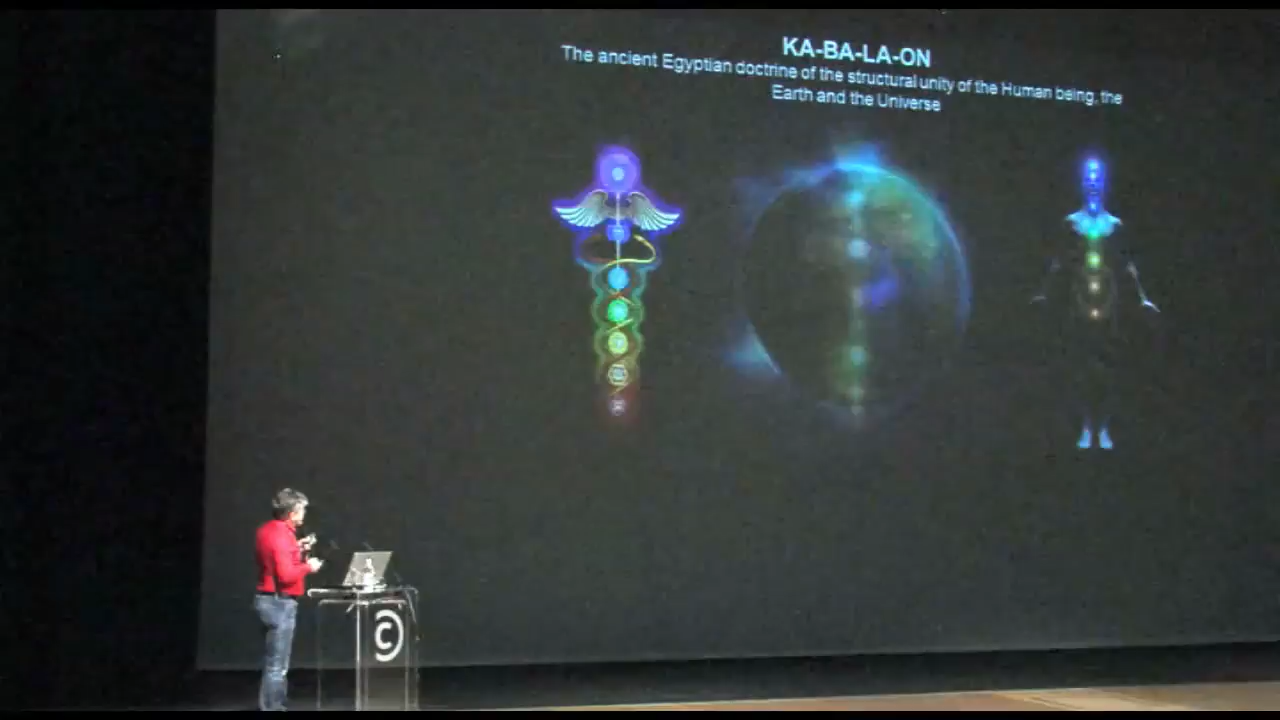 KA-BA-LA-ON
The ancient Egyptian doctrine of the structural unity of the Human being, the
Earth and the Universe